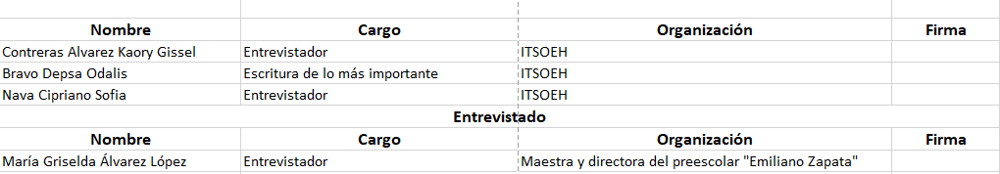 Nombre Cargo Organización Firma
Contreras Alvarez Kaory Gissel Entrevistador ITSOEH
Bravo Depsa Odalis Escritura de lo más importante ITSOEH
Nava Cipriano Sofia Entrevistador ITSOEH
Entrevistado
Nombre Cargo Organización Firma
María Griselda Álvarez López Entrevistador Maestra y directora del preescolar "Emiliano Zapata"